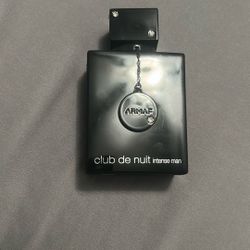 ARMAF
club de nuit intense man